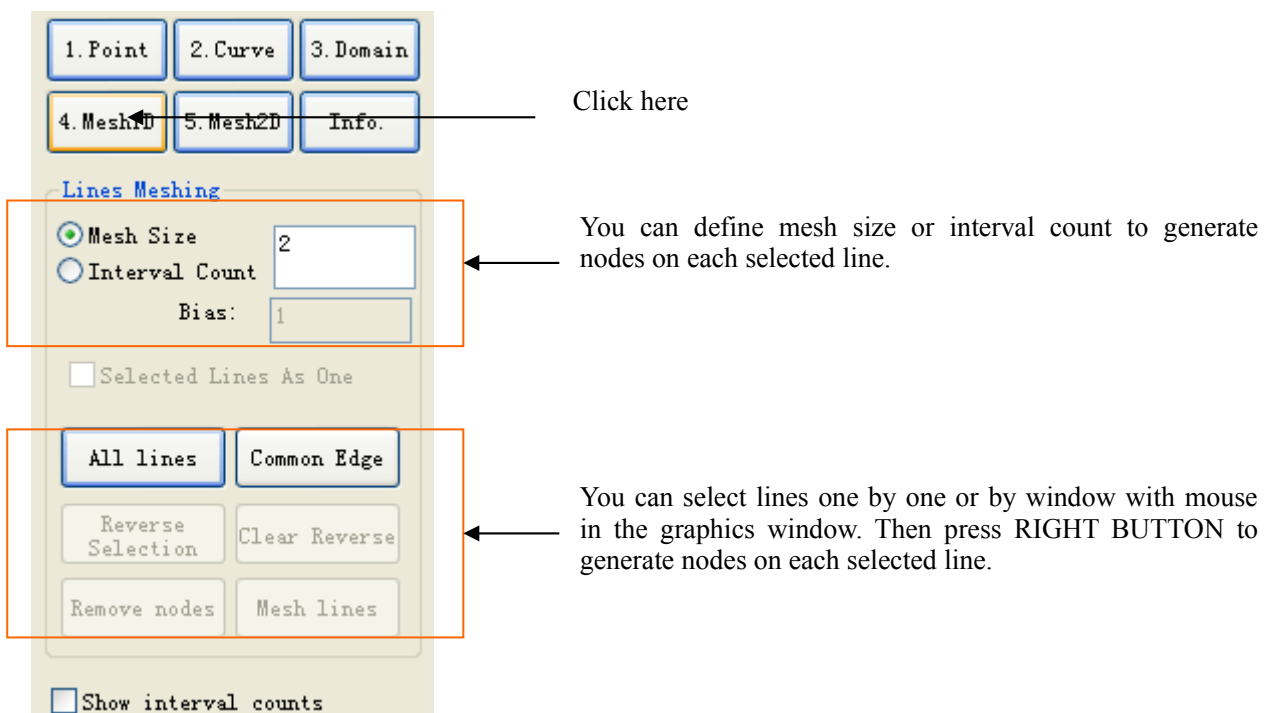 1.Point 2.Curve 3.Domain
4.Mesh1D 5.Mesh2D Info.
Click here
Lines Meshing
Mesh Size
2
Interval Count
Bias:
1
You can define mesh size or interval count to generate
nodes on each selected line.
Selected Lines As One
All lines Common Edge
Reverse
Selection
Clear Reverse
Remove nodes Mesh lines
You can select lines one by one or by window with mouse
in the graphics window. Then press RIGHT BUTTON to
generate nodes on each selected line.
Show interval counts